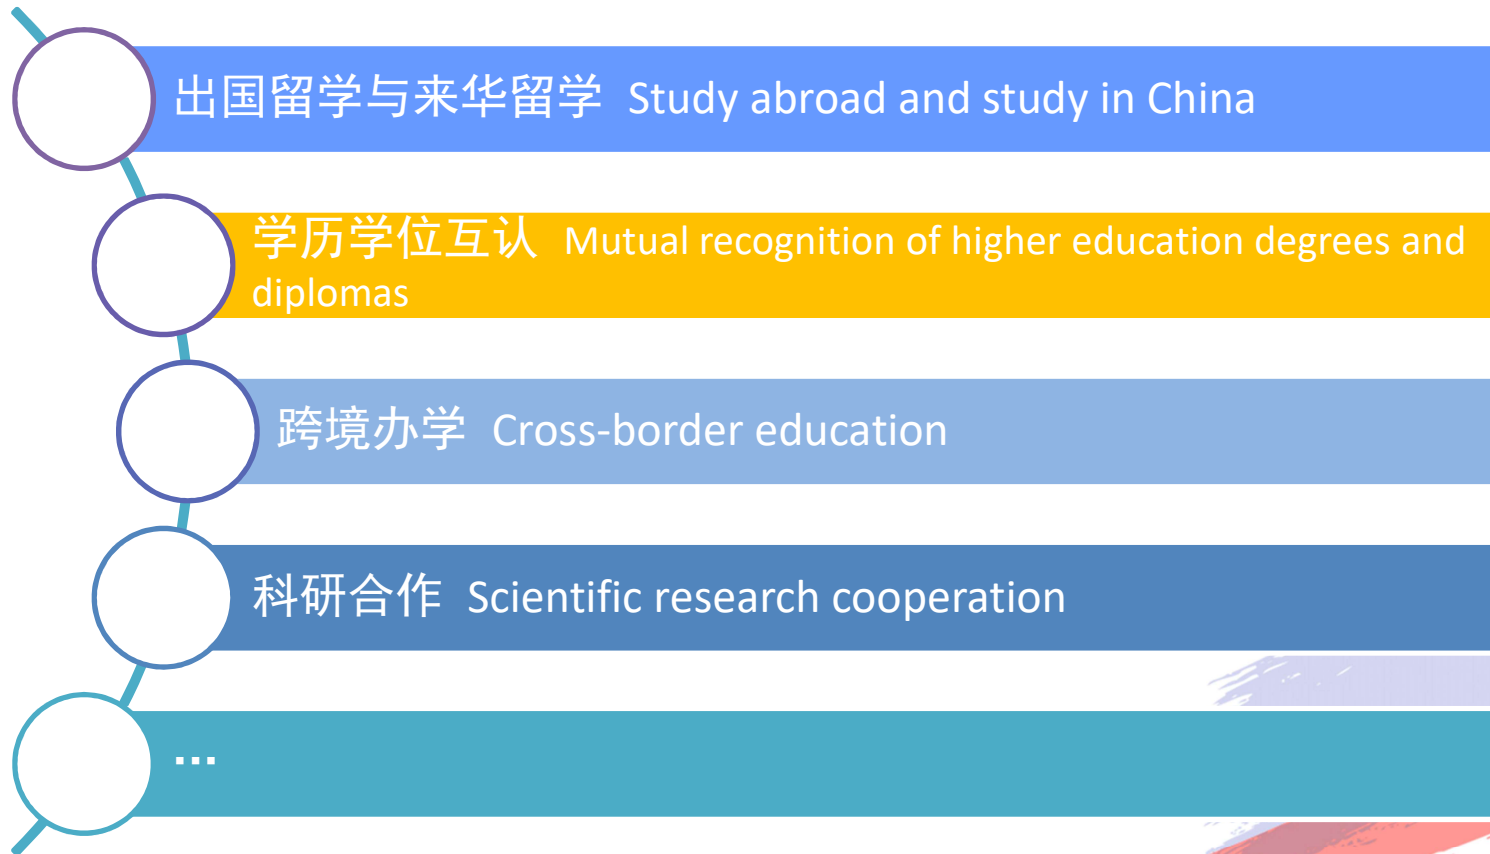 出国留学与来华留学 Study abroad and study in China
学历学位互认 Mutual recognition of higher education degrees and
diplomas
跨境办学 Cross-border education
科研合作 Scientific research cooperation
...